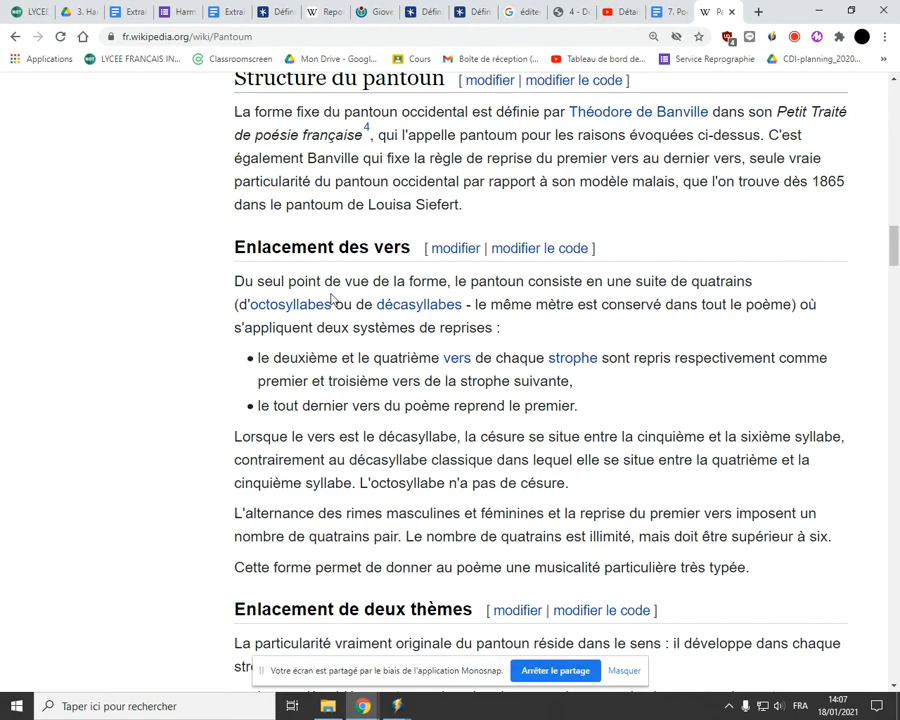 LYCEE
3. Ha
Extrai
Harm
Extrai
Défin
Repo
Giove
Défin
Défin
éditer
4 - D
Détai
7. Po
Pa
fr.wikipedia.org/wiki/Pantoum
4
Applications
LYCEE FRANCAIS IN...
Classroomscreen
Mon Drive - Googl...
Cours
Boîte de réception (...
Tableau de bord de...
Service Reprographie
CDI-planning_2020...
»
Structure du pantoun [ modifier | modifier le code ]
La forme fixe du pantoun occidental est définie par Théodore de Banville dans son Petit Traité
de poésie française4, qui l'appelle pantoum pour les raisons évoquées ci-dessus. C'est
également Banville qui fixe la règle de reprise du premier vers au dernier vers, seule vraie
particularité du pantoun occidental par rapport à son modèle malais, que l'on trouve dès 1865
dans le pantoum de Louisa Siefert.
Enlacement des vers [ modifier | modifier le code ]
Du seul point de vue de la forme, le pantoun consiste en une suite de quatrains
(d'octosyllabes ou de décasyllabes - le même mètre est conservé dans tout le poème) où
s'appliquent deux systèmes de reprises :
• le deuxième et le quatrième vers de chaque strophe sont repris respectivement comme
premier et troisième vers de la strophe suivante,
• le tout dernier vers du poème reprend le premier.
Lorsque le vers est le décasyllabe, la césure se situe entre la cinquième et la sixième syllabe,
contrairement au décasyllabe classique dans lequel elle se situe entre la quatrième et la
cinquième syllabe. L'octosyllabe n'a pas de césure.
L'alternance des rimes masculines et féminines et la reprise du premier vers imposent un
nombre de quatrains pair. Le nombre de quatrains est illimité, mais doit être supérieur à six.
Cette forme permet de donner au poème une musicalité particulière très typée.
Enlacement de deux thèmes [ modifier | modifier le code ]
La particularité vraiment originale du pantoun réside dans le sens : il développe dans chaque
Votre écran est partagé par le biais de l'application Monosnap.
Arrêter le partage
Masquer
Taper ici pour rechercher
FRA
14:07
18/01/2021